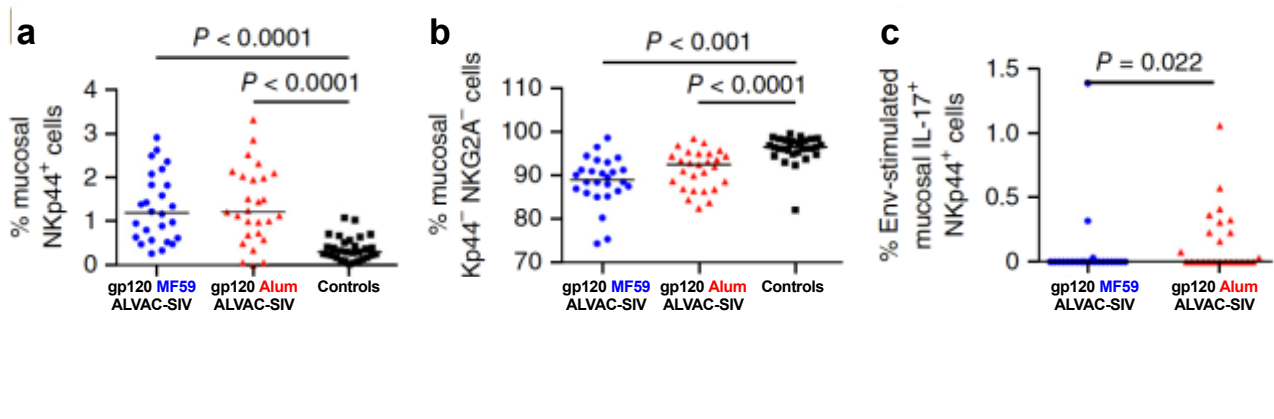 a
P < 0.0001
P < 0.0001
% mucosal
NKp44⁺ cells
4
3
2
1
0
gp120 MF59
ALVAC-SIV
gp120 Alum
ALVAC-SIV
Controls
b
P < 0.001
P < 0.0001
% mucosal
Kp44⁻ NKG2A⁻ cells
110
100
90
80
70
gp120 MF59
ALVAC-SIV
gp120 Alum
ALVAC-SIV
Controls
c
P = 0.022
% Env-stimulated
mucosal IL-17⁺
NKp44⁺ cells
1.5
1.0
0.5
0
gp120 MF59
ALVAC-SIV
gp120 Alum
ALVAC-SIV